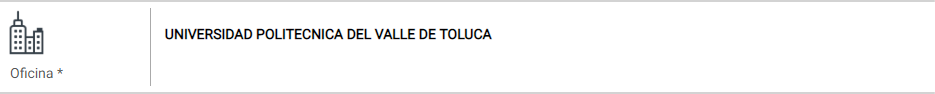 UNIVERSIDAD POLITECNICA DEL VALLE DE TOLUCA
Oficina *